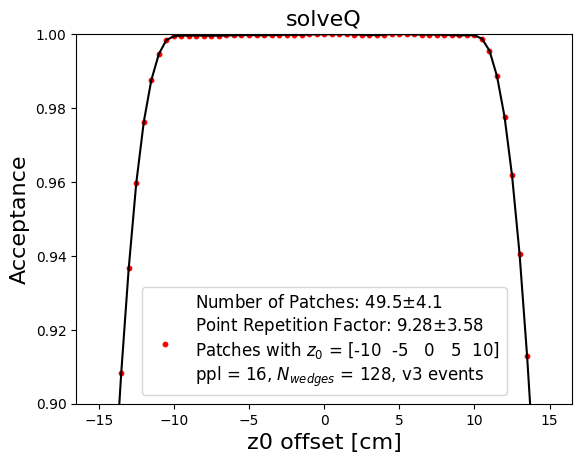 solveQ
1.00
0.98
0.96
0.94
0.92
0.90
Acceptance
Number of Patches: 49.5±4.1
Point Repetition Factor: 9.28±3.58
Patches with z₀ = [-10 -5 0 5 10]
ppl = 16, N_wedges = 128, v3 events
−15 −10 −5 0 5 10 15
z0 offset [cm]